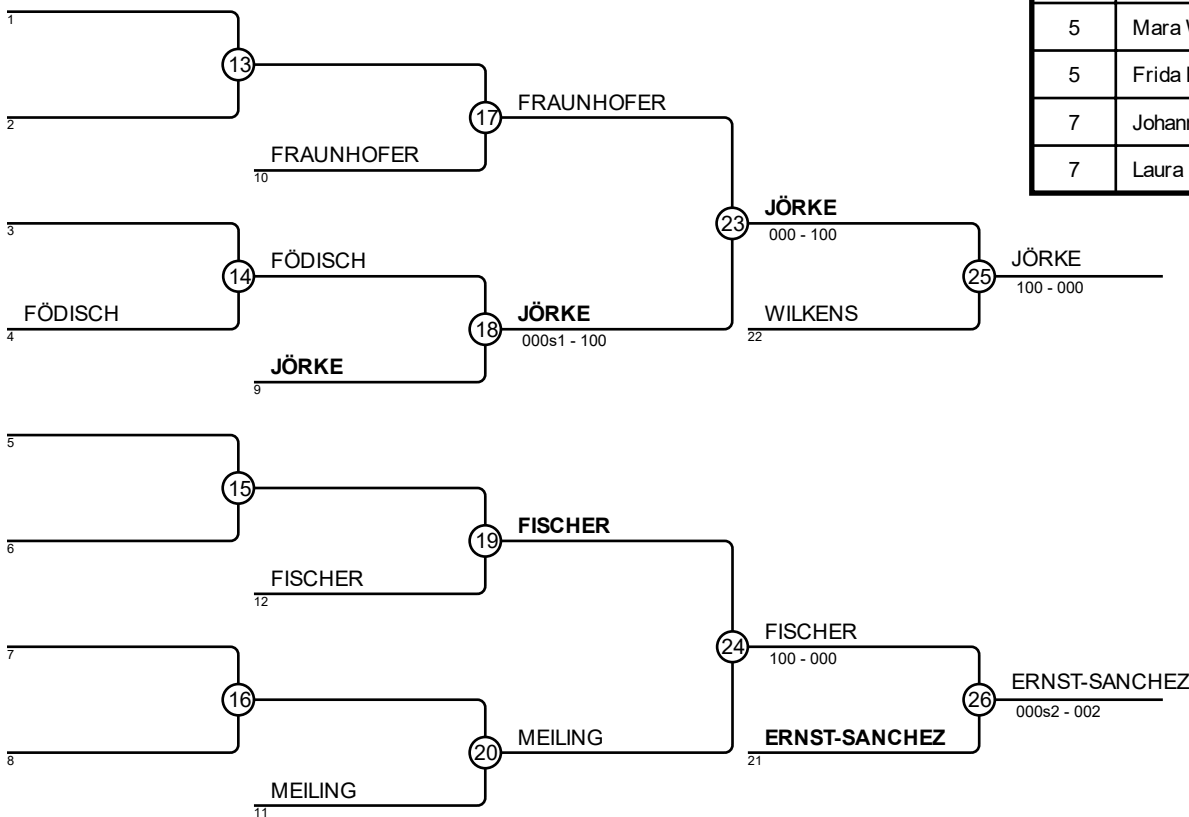 1
13
2
FRAUNHOFER
10
17
FRAUNHOFER
3
14
FÖDISCH
FÖDISCH
4
18
JÖRKE
000s1 - 100
JÖRKE
9
23
JÖRKE
000 - 100
WILKENS
22
25
JÖRKE
100 - 000
5
15
6
19
FISCHER
FISCHER
12
7
16
8
20
MEILING
MEILING
11
24
FISCHER
100 - 000
ERNST-SANCHEZ
21
26
ERNST-SANCHEZ
000s2 - 002
5 Mara
5 Frida
7
7 Laura